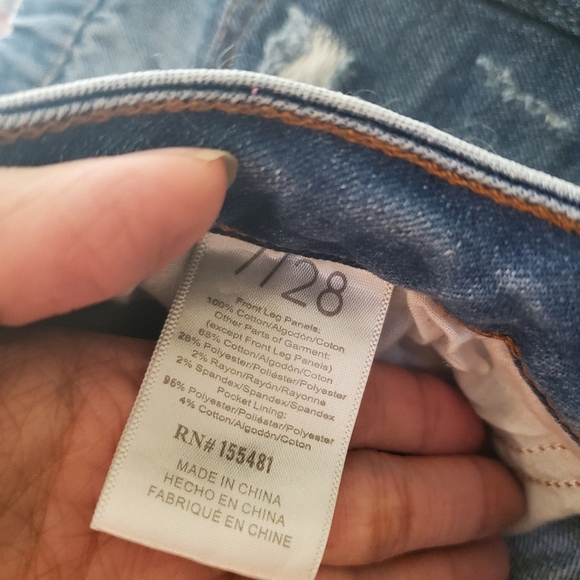 7/28
Front Leg Panels:
100% Cotton/Algodón/Coton
Other Parts of Garment:
(except Front Leg Panels)
68% Cotton/Algodón/Coton
28% Polyester/Poliéster/Polyester
2% Rayon/Rayón/Rayonne
2% Spandex/Spandex/Spandex
Pocket Lining:
96% Polyester/Poliéster/Polyester
4% Cotton/Algodón/Coton
RN# 155481
MADE IN CHINA
HECHO EN CHINA
FABRIQUÉ EN CHINE